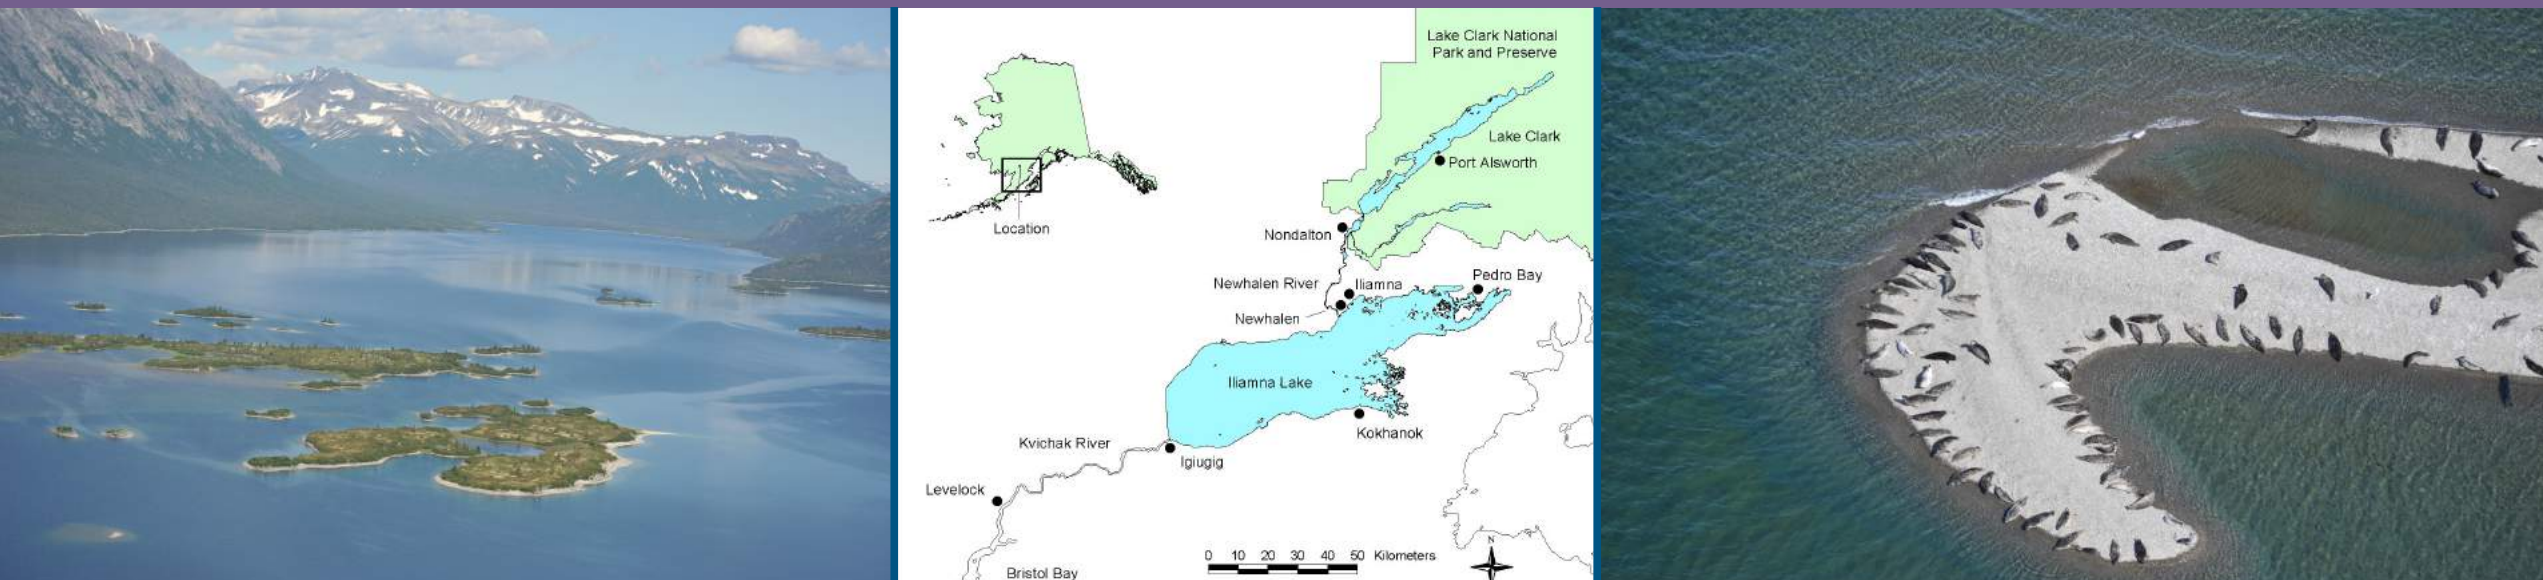 Lake Clark National
Park and Preserve
Lake Clark
Port Alsworth
Location
Nondalton
Newhalen River
Iliamna
Pedro Bay
Newhalen
Iliamna Lake
Kvichak River
Kokhanok
Igiugig
Levelock
N
0 10 20 30 40 50 Kilometers
Bristol Bay